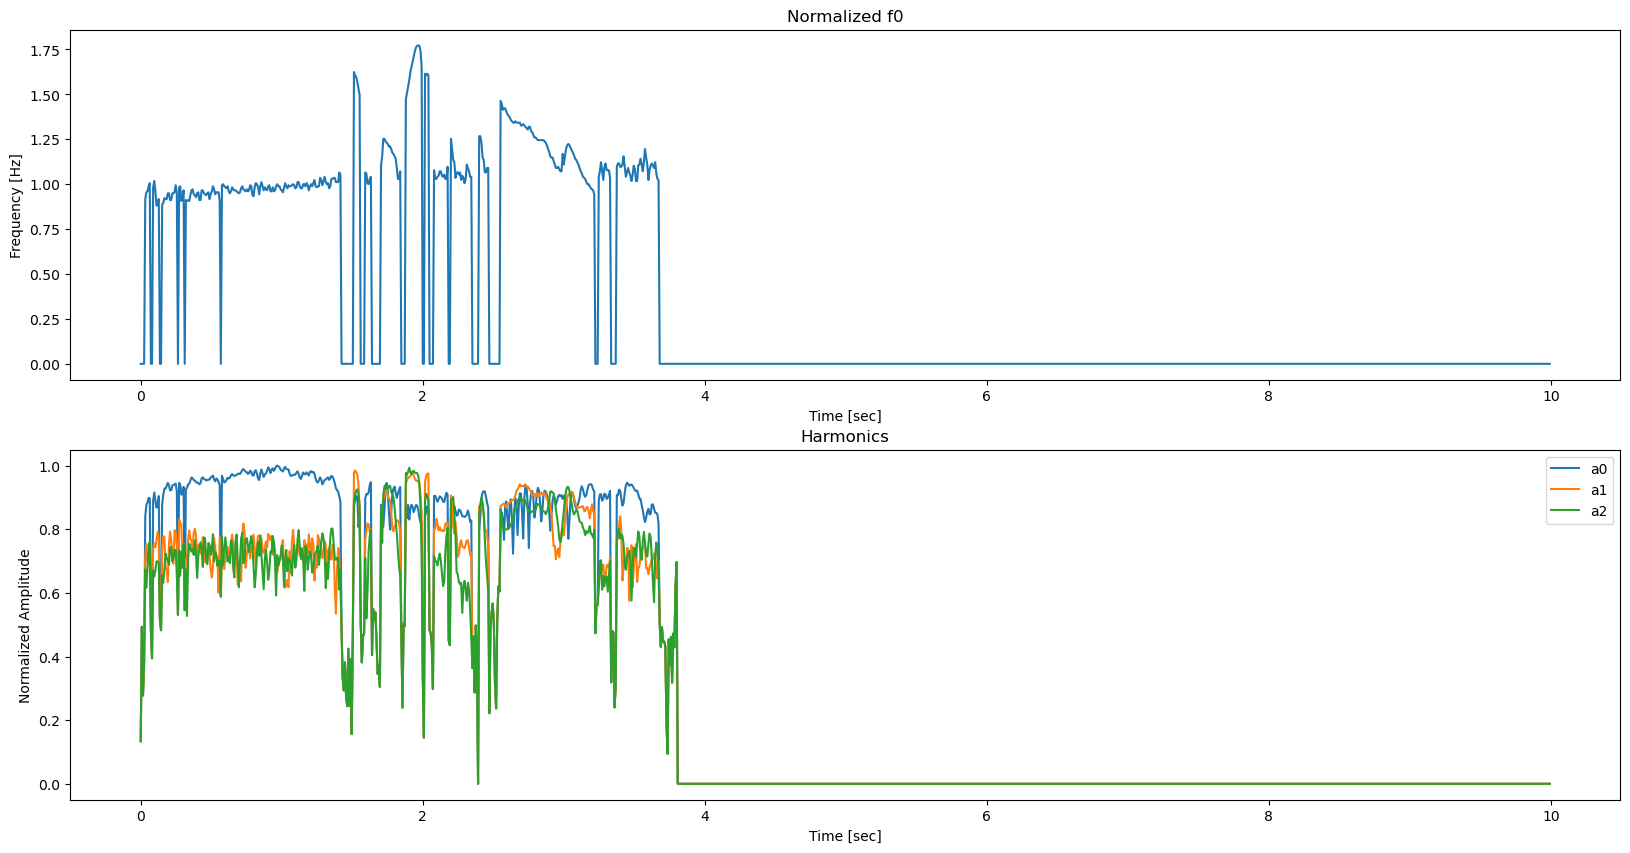 Normalized f0
Frequency [Hz]
1.75
1.50
1.25
1.00
0.75
0.50
0.25
0.00
0 2 4 6 8 10
Time [sec]
Harmonics
Normalized Amplitude
1.0
0.8
0.6
0.4
0.2
0.0
a0
a1
a2
0 2 4 6 8 10
Time [sec]